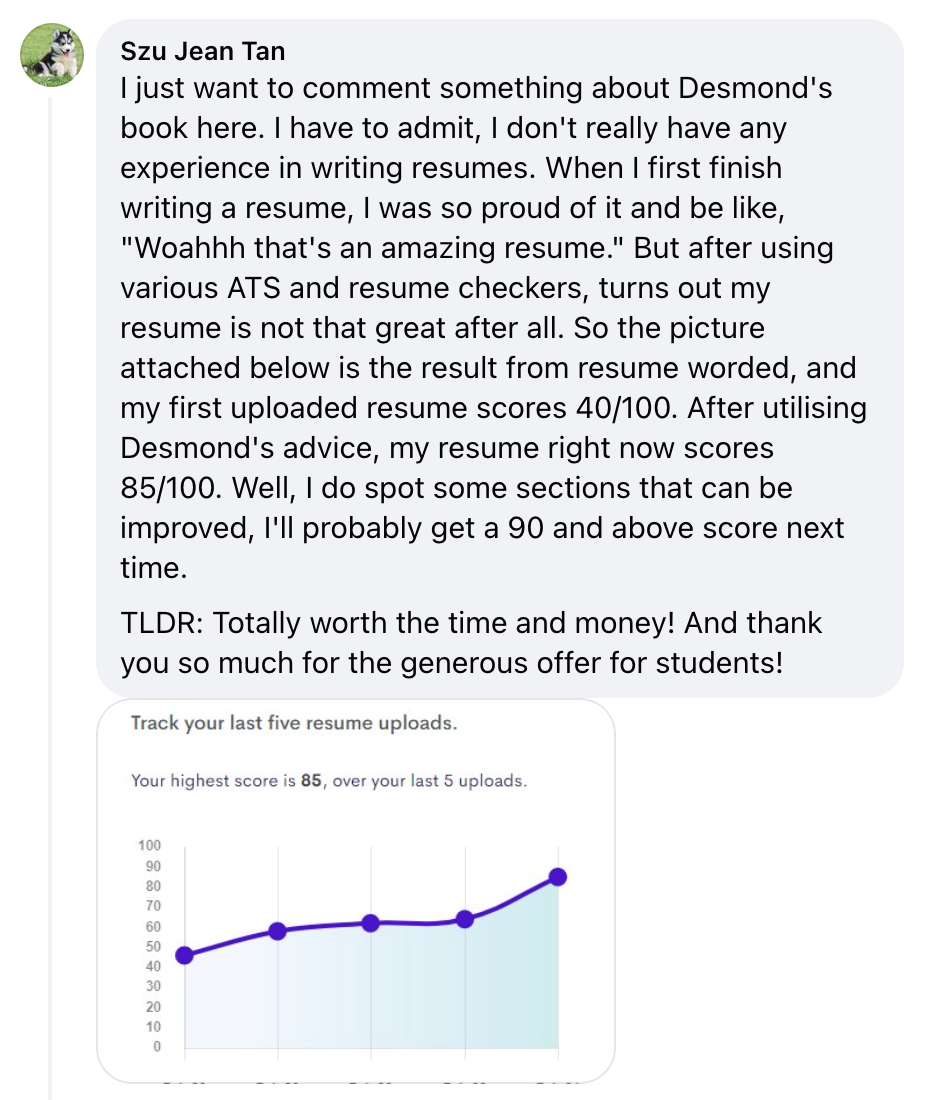 Szu Jean Tan
I just want to comment something about Desmond's
book here. I have to admit, I don't really have any
experience in writing resumes. When I first finish
writing a resume, I was so proud of it and be like,
"Woahhh that's an amazing resume." But after using
various ATS and resume checkers, turns out my
resume is not that great after all. So the picture
attached below is the result from resume worded, and
my first uploaded resume scores 40/100. After utilising
Desmond's advice, my resume right now scores
85/100. Well, I do spot some sections that can be
improved, I'll probably get a 90 and above score next
time.
TLDR: Totally worth the time and money! And thank
you so much for the generous offer for students!
Track your last five resume uploads.
Your highest score is 85, over your last 5 uploads.
100
90
80
70
60
50
40
30
20
10
0